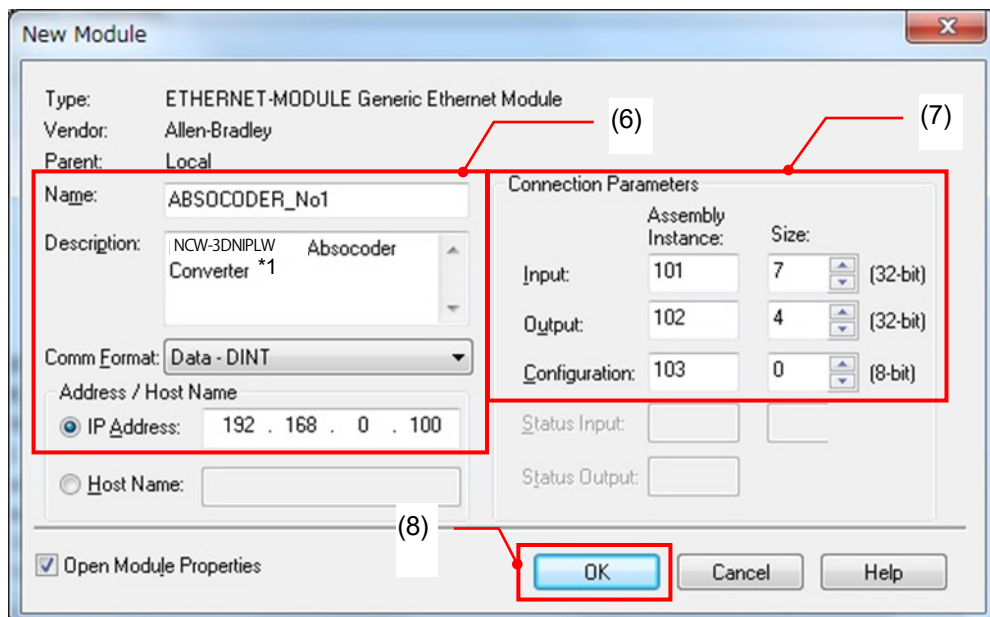 New Module
Type: ETHERNET-MODULE Generic Ethernet Module
Vendor: Allen-Bradley
Parent: Local
(6)
(7)
Name: ABSOCODER_No1
Description: NCW-3DNIPLW Absocoder
Converter *1
Comm Format: Data - DINT
Address / Host Name
IP Address: 192 . 168 . 0 . 100
Host Name:
Connection Parameters
Assembly
Instance: Size:
Input: 101 7 (32-bit)
Output: 102 4 (32-bit)
Configuration: 103 0 (8-bit)
Status Input:
Status Output:
(8)
Open Module Properties
OK Cancel Help